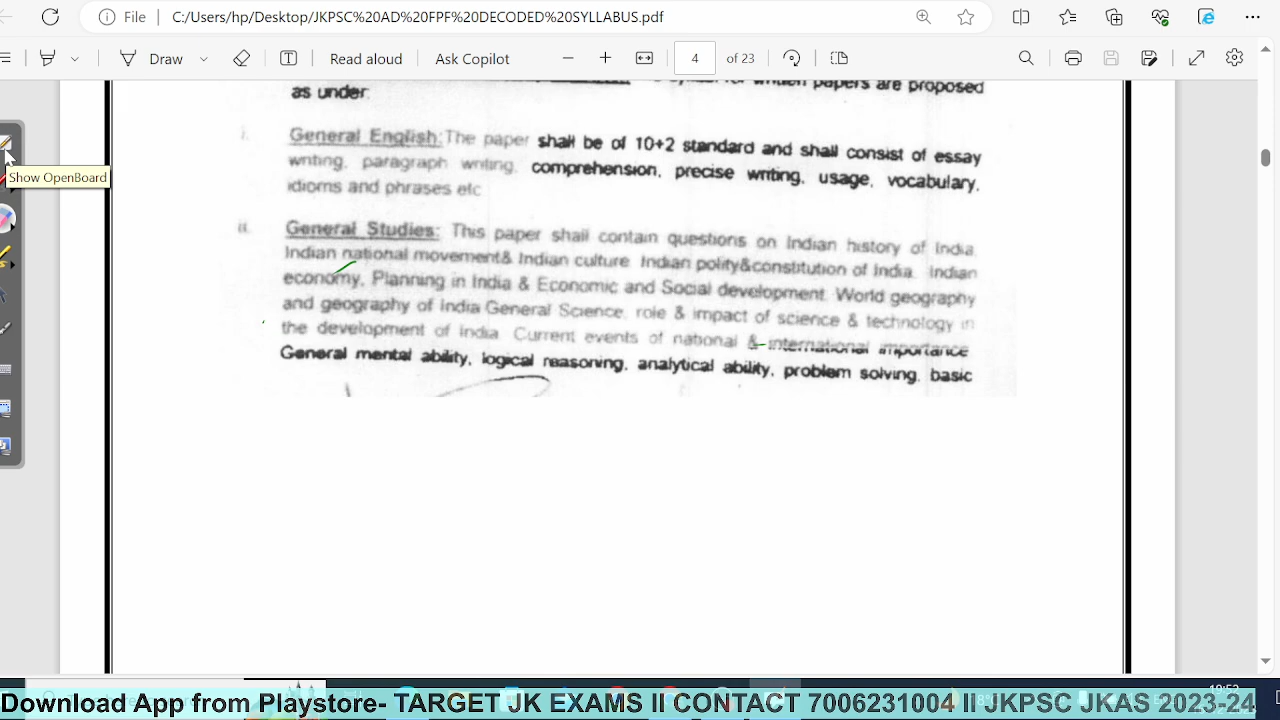 File C:/Users/hp/Desktop/JKPSC%20AD%20FPF%20DECODED%20SYLLABUS.pdf
Draw Read aloud Ask Copilot 4 of 23
Show OpenBoard
for written papers are proposed
as under:
i. General English:The paper shall be of 10+2 standard and shall consist of essay
writing, paragraph writing, comprehension, precise writing, usage, vocabulary,
idioms and phrases etc
ii. General Studies: This paper shall contain questions on Indian history of India
Indian national movement& Indian culture Indian polity&constitution of India. Indian
economy, Planning in India & Economic and Social development. World geography
and geography of India General Science, role & impact of science & technology in
the development of India Current events of national & international importance
General mental ability, logical reasoning, analytical ability, problem solving, basic
Download App from Playstore- TARGET JK EXAMS II CONTACT 7006231004 II JKPSC JKAS 2023-24